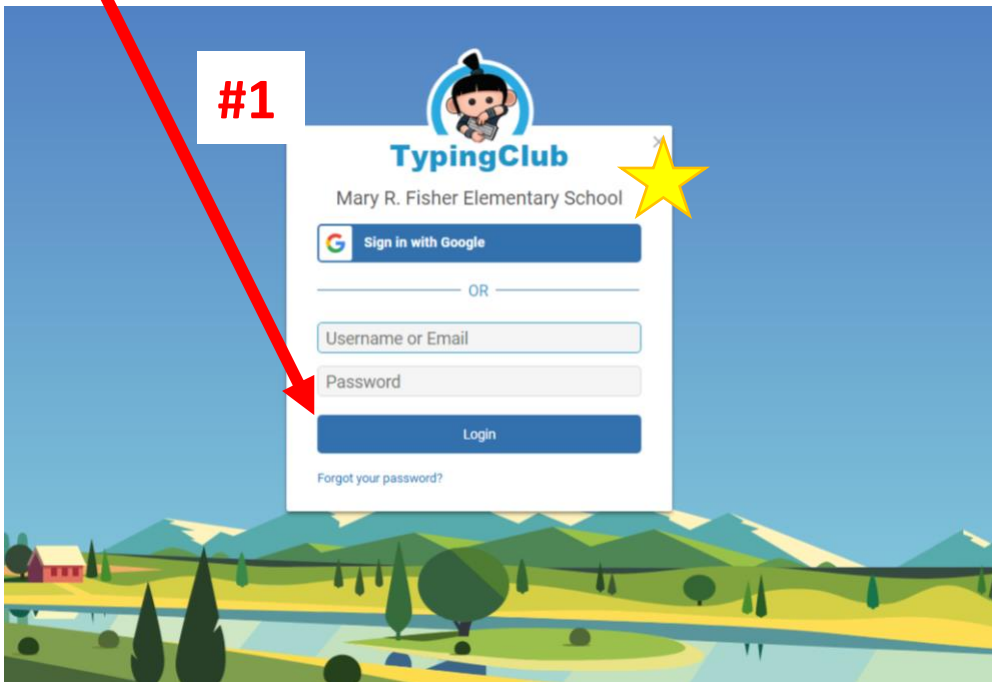 #1
TypingClub
Mary R. Fisher Elementary School
G Sign in with Google
OR
Username or Email
Password
Login
Forgot your password?